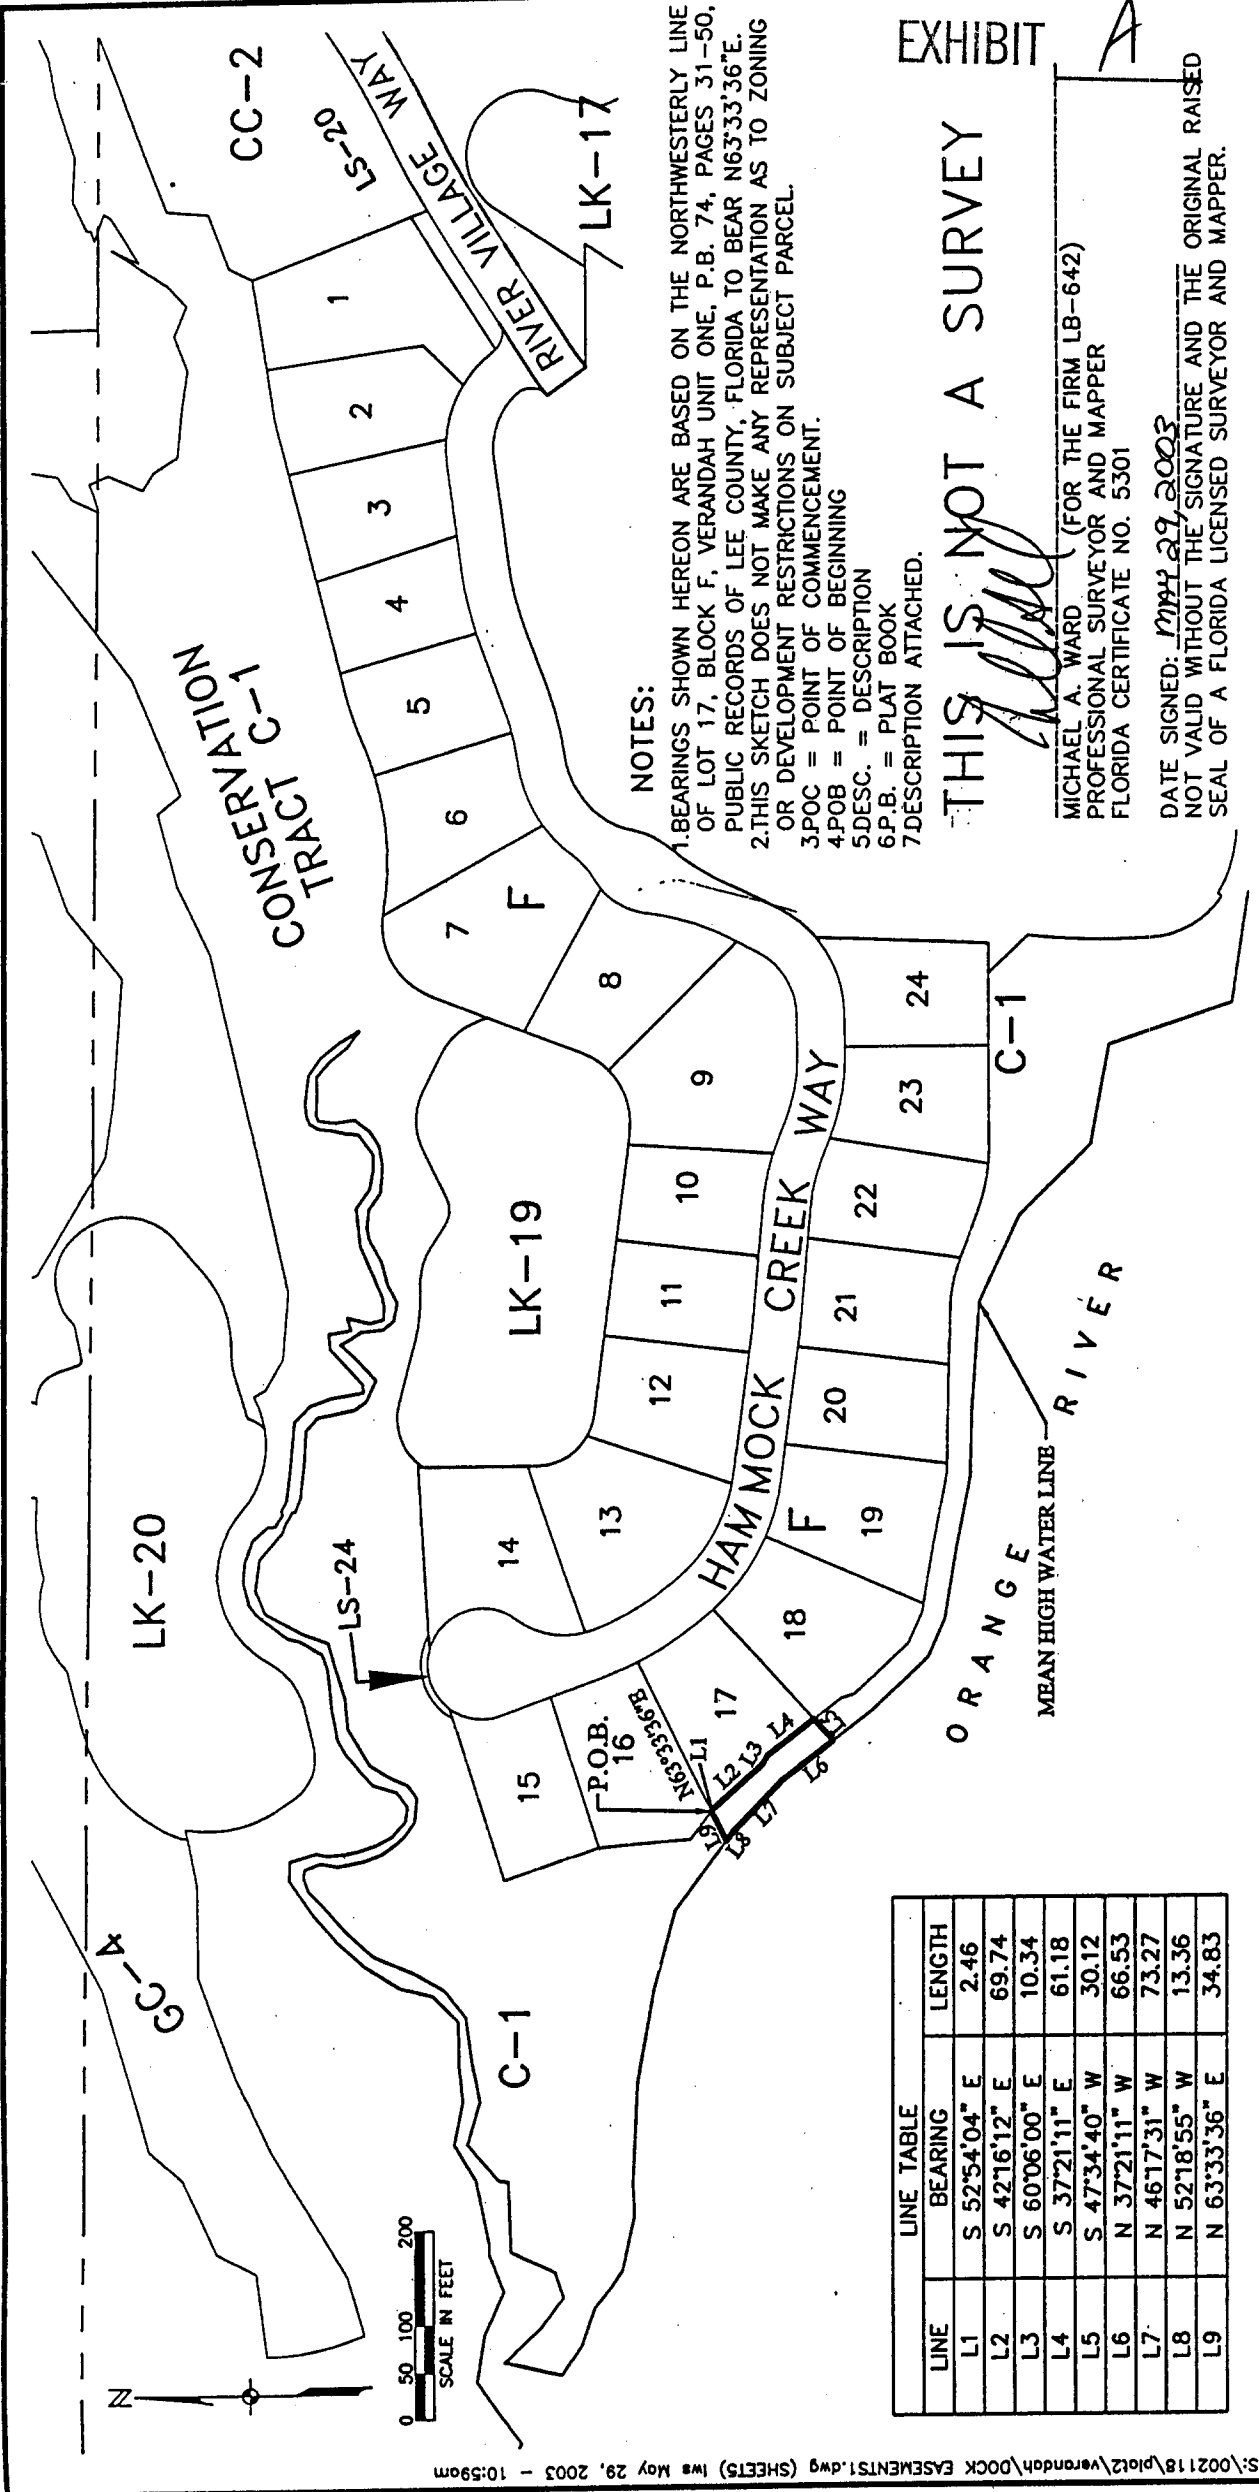 EXHIBIT A
CC-2
LS-20
RIVER VILLAGE WAY
LK-17
CONSERVATION
TRACT C-1
1
2
3
4
5
6
7
F
8
9
10
11
12
13
14
15
P.O.B.
16
17
18
19
20
21
22
23
24
F
C-1
LK-19
LK-20
LS-24
GC-4
C-1
HAMMOCK CREEK WAY
ORANGE RIVER
MEAN HIGH WATER LINE
N63°33'36"E
L1
L2
L3
L4
L6
L7
L8
L9
N
0 50 100 200
SCALE IN FEET
NOTES:
1.BEARINGS SHOWN HEREON ARE BASED ON THE NORTHWESTERLY LINE
OF LOT 17, BLOCK F, VERANDAH UNIT ONE, P.B. 74, PAGES 31-50,
PUBLIC RECORDS OF LEE COUNTY, FLORIDA TO BEAR N63°33'36"E.
2.THIS SKETCH DOES NOT MAKE ANY REPRESENTATION AS TO ZONING
OR DEVELOPMENT RESTRICTIONS ON SUBJECT PARCEL.
3.POC = POINT OF COMMENCEMENT.
4.POB = POINT OF BEGINNING
5.DESC. = DESCRIPTION
6.P.B. = PLAT BOOK
7.DESCRIPTION ATTACHED.
THIS IS NOT A SURVEY
MICHAEL A. WARD (FOR THE FIRM LB-642)
PROFESSIONAL SURVEYOR AND MAPPER
FLORIDA CERTIFICATE NO. 5301
DATE SIGNED: MAY 29, 2003
NOT VALID WITHOUT THE SIGNATURE AND THE ORIGINAL RAISED
SEAL OF A FLORIDA LICENSED SURVEYOR AND MAPPER.
LINE TABLE
LINE BEARING LENGTH
L1 S 52°54'04" E 2.46
L2 S 42°16'12" E 69.74
L3 S 60°06'00" E 10.34
L4 S 37°21'11" E 61.18
L5 S 47°34'40" W 30.12
L6 N 37°21'11" W 66.53
L7 N 46°17'31" W 73.27
L8 N 52°18'55" W 13.36
L9 N 63°33'36" E 34.83
S:\002118\plot2\verandah\DOCK EASEMENTS1.dwg (SHEET5) lws May 29, 2003 - 10:59am